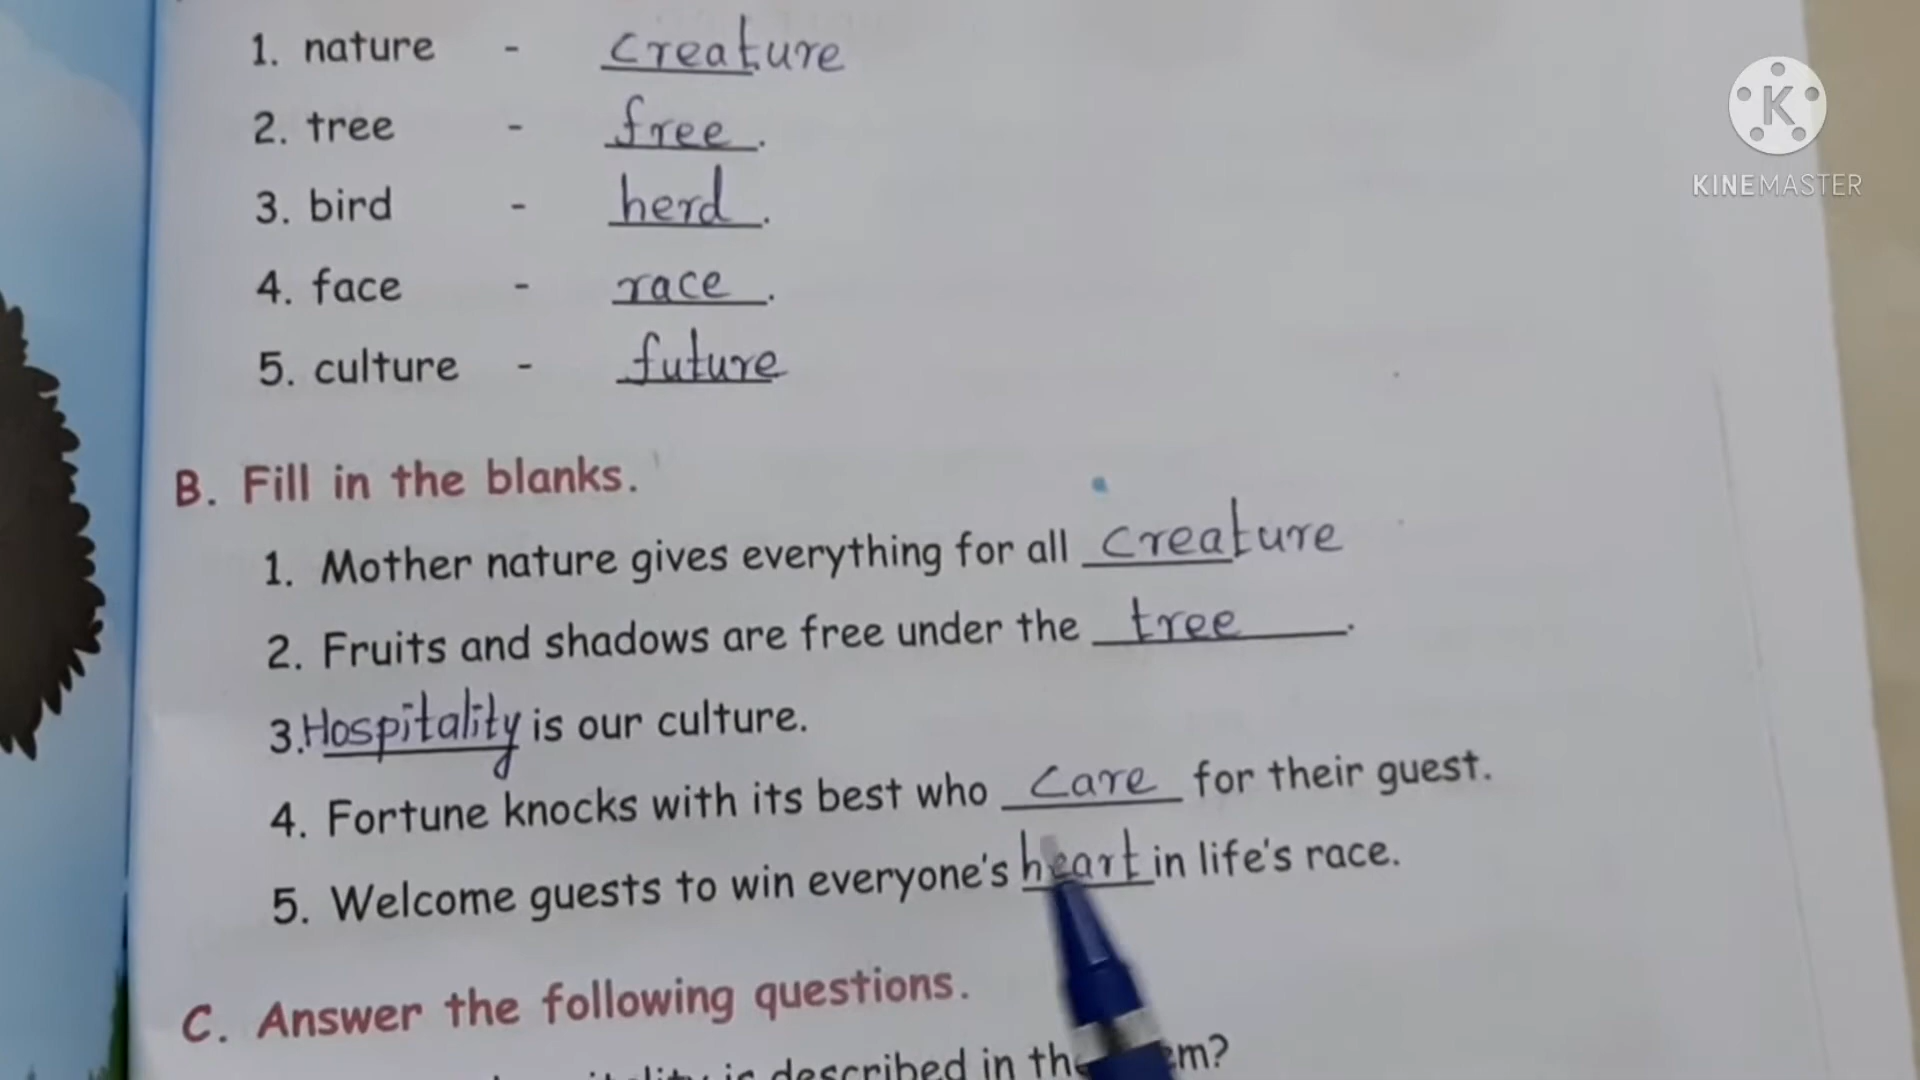 1. nature - creature
2. tree - free.
3. bird - herd.
4. face - race.
5. culture - future
KINEMASTER
B. Fill in the blanks.
1. Mother nature gives everything for all creature
2. Fruits and shadows are free under the tree.
3. Hospitality is our culture.
4. Fortune knocks with its best who care for their guest.
5. Welcome guests to win everyone's heart in life's race.
C. Answer the following questions.
is described in